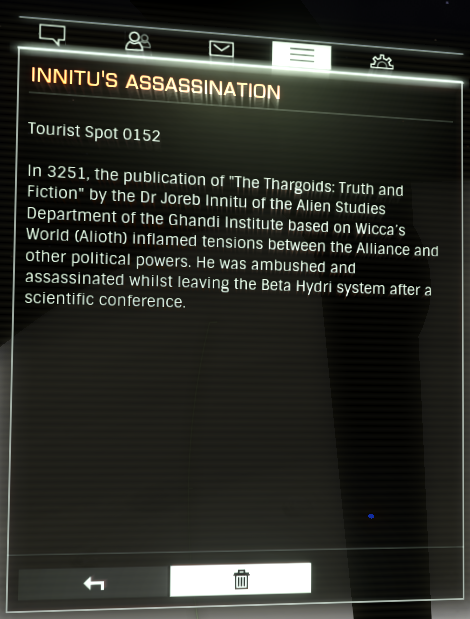 INNITU'S ASSASSINATION
Tourist Spot 0152
In 3251, the publication of "The Thargoids: Truth and
Fiction" by the Dr Joreb Innitu of the Alien Studies
Department of the Ghandi Institute based on Wicca's
World (Alioth) inflamed tensions between the Alliance and
other political powers. He was ambushed and
assassinated whilst leaving the Beta Hydri system after a
scientific conference.